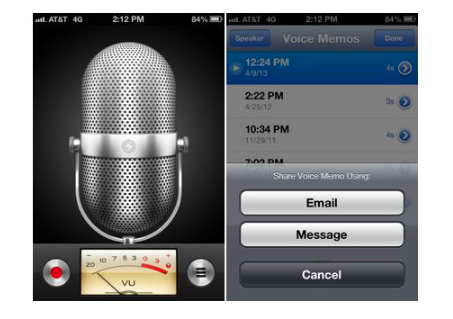 AT&T 4G 2:12 PM 84%
- +
20 10 7 5 3 0 3
VU
AT&T 4G 2:12 PM 84%
Speaker Voice Memos Done
12:24 PM
4/9/13 4s
2:22 PM
4/25/12 3s
10:34 PM
11/29/11 4s
7:02 PM
Share Voice Memo Using:
Email
Message
Cancel